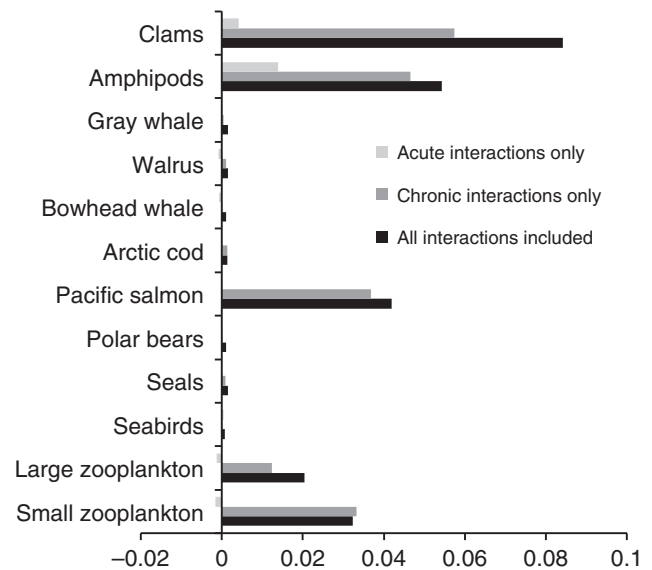 Clams
Amphipods
Gray whale
Walrus
Bowhead whale
Arctic cod
Pacific salmon
Polar bears
Seals
Seabirds
Large zooplankton
Small zooplankton
Acute interactions only
Chronic interactions only
All interactions included
−0.02 0 0.02 0.04 0.06 0.08 0.1